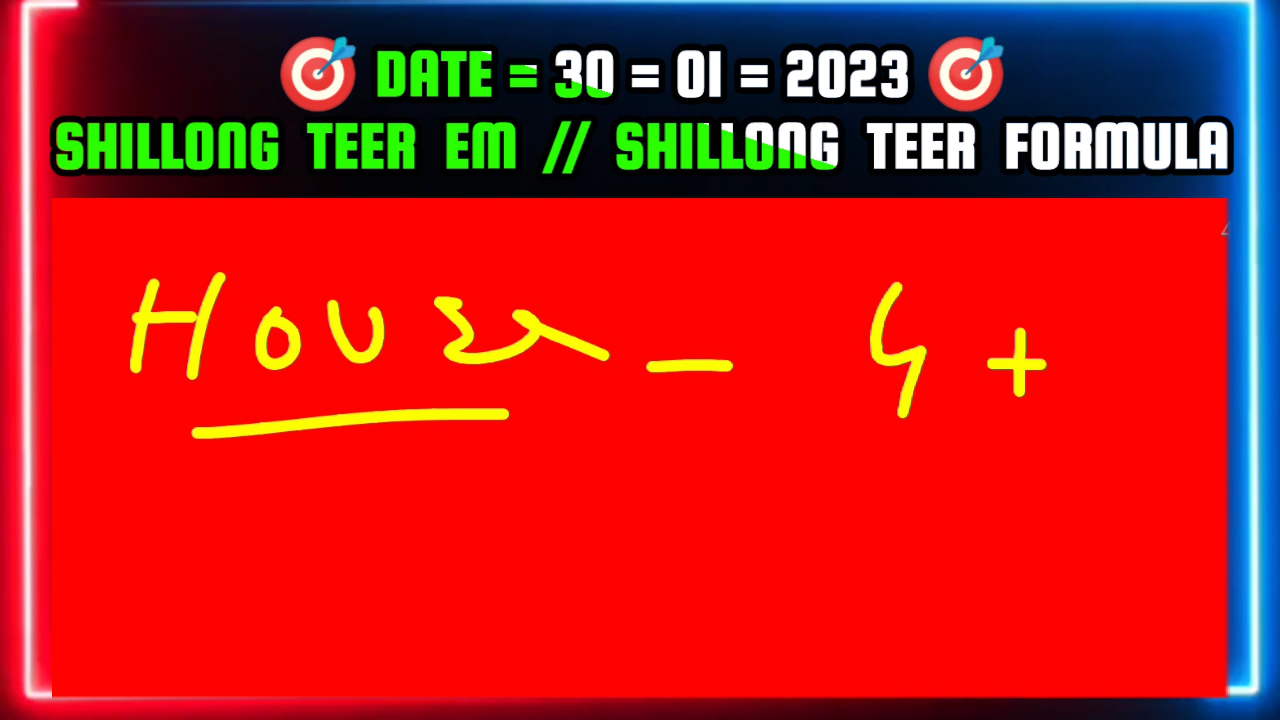 🎯 DATE = 30 = 01 = 2023 🎯
SHILLONG TEER EM // SHILLONG TEER FORMULA
House - 4 +